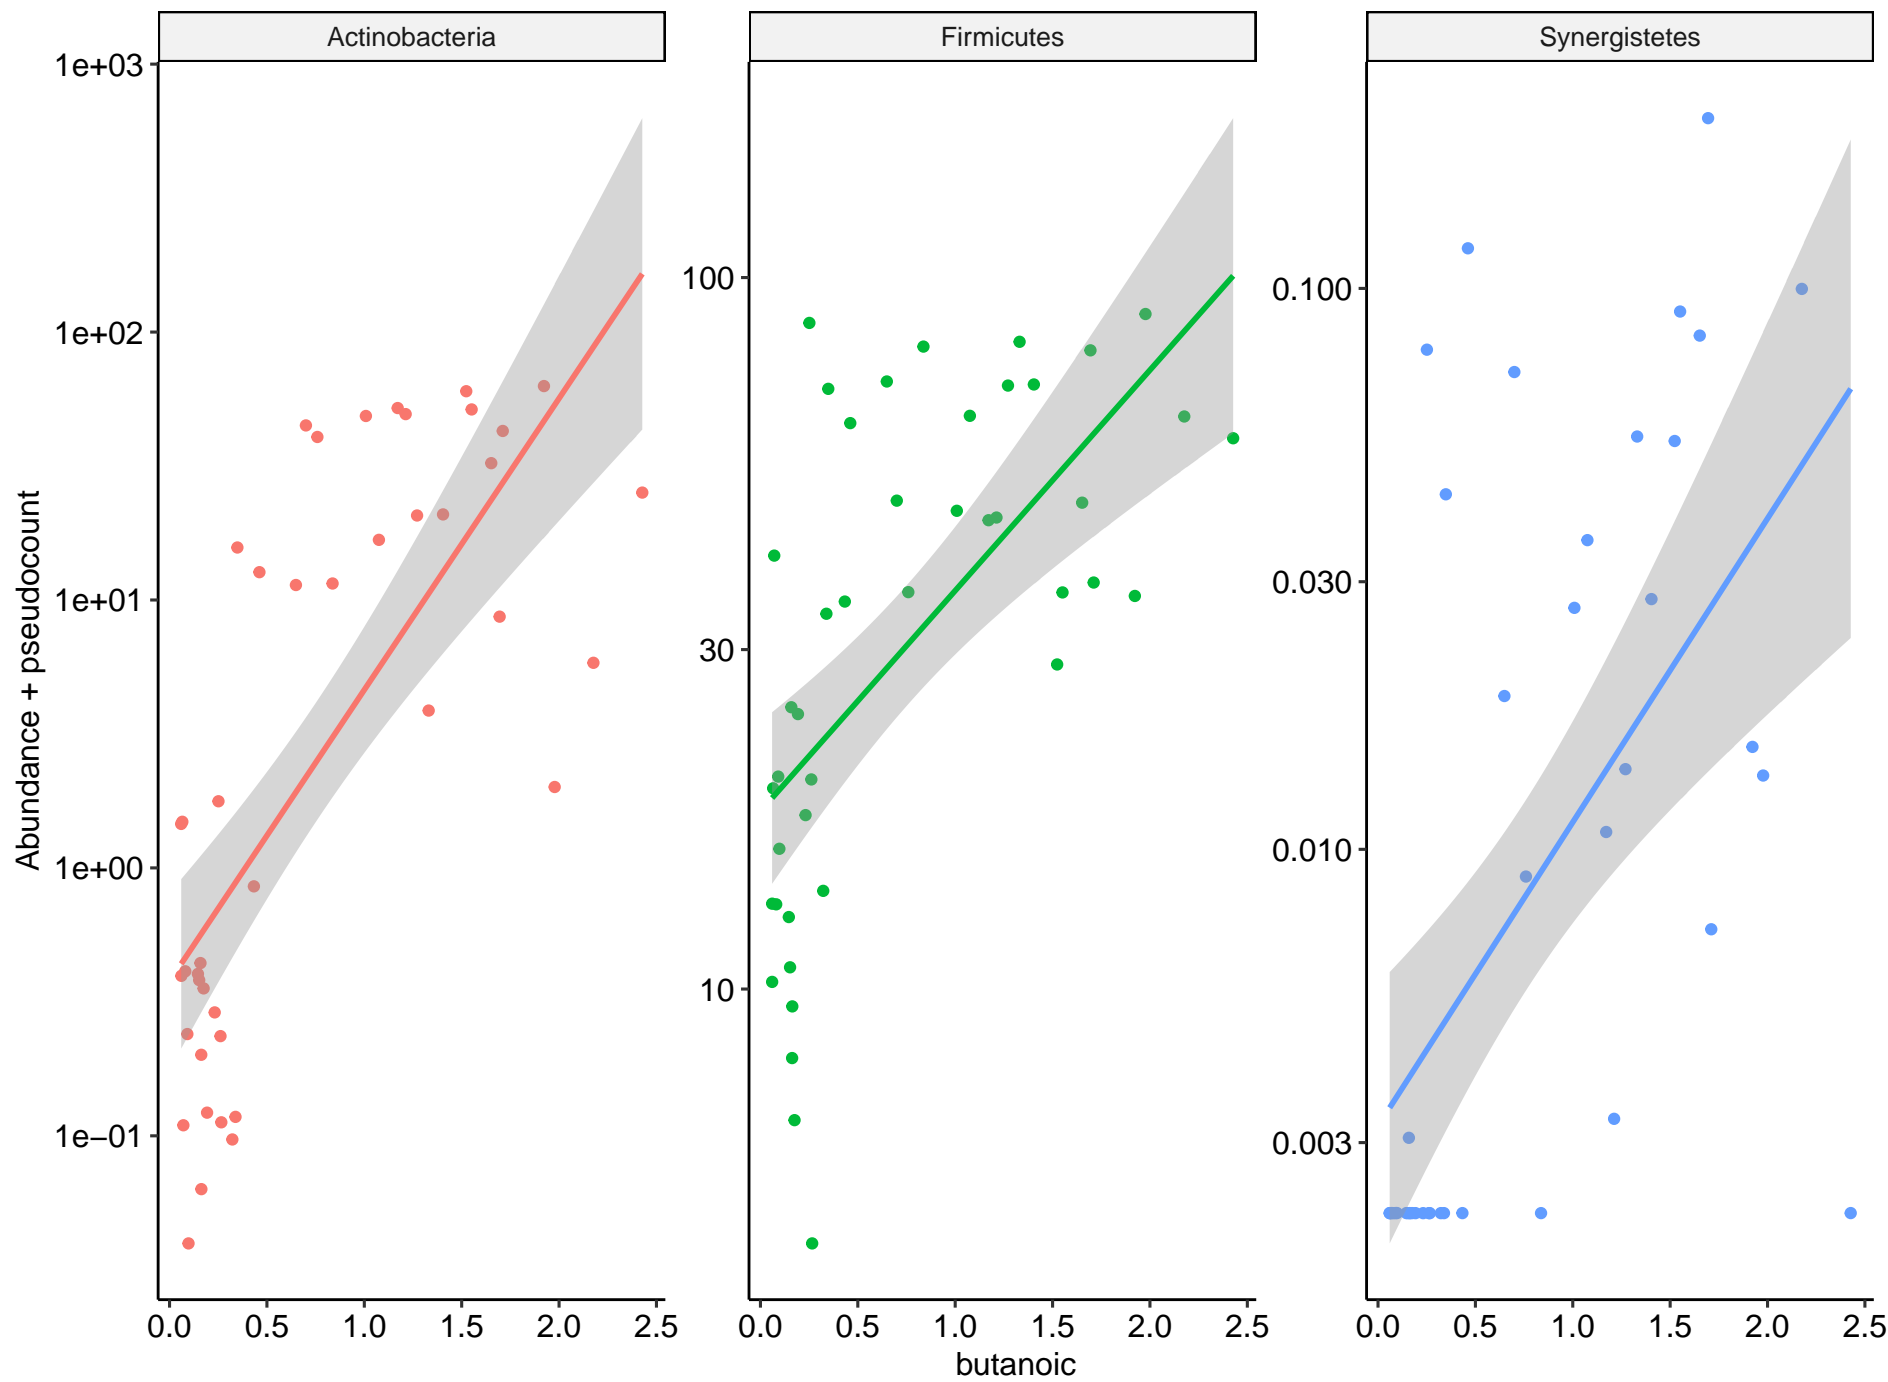 Actinobacteria Firmicutes Synergistetes
Abundance + pseudocount
1e+03
1e+02
1e+01
1e+00
1e−01
100
30
10
0.100
0.030
0.010
0.003
0.0 0.5 1.0 1.5 2.0 2.5 0.0 0.5 1.0 1.5 2.0 2.5 0.0 0.5 1.0 1.5 2.0 2.5
butanoic